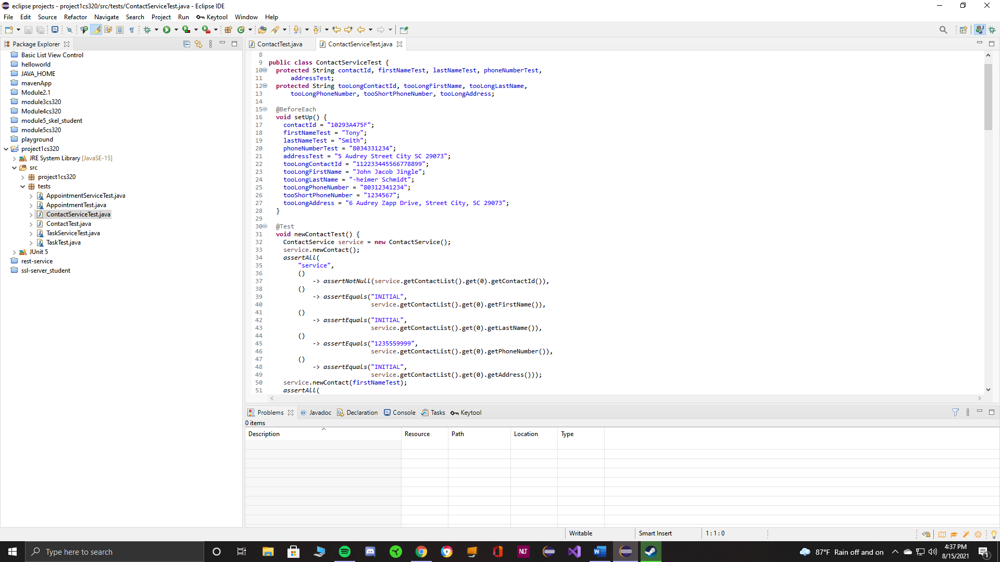 eclipse projects - project1cs320/src/tests/ContactServiceTest.java - Eclipse IDE
File Edit Source Refactor Navigate Search Project Run Keytool Window Help
Package Explorer
Basic List View Control
helloworld
JAVA_HOME
mavenApp
Module2.1
module3cs320
Module4cs320
module5_skel_student
module5cs320
playground
project1cs320
JRE System Library [JavaSE-15]
src
project1cs320
tests
AppointmentServiceTest.java
AppointmentTest.java
ContactServiceTest.java
ContactTest.java
TaskServiceTest.java
TaskTest.java
JUnit 5
rest-service
ssl-server_student
ContactTest.java ContactServiceTest.java
8
9 public class ContactServiceTest {
10 protected String contactId, firstNameTest, lastNameTest, phoneNumberTest,
11 addressTest;
12 protected String tooLongContactId, tooLongFirstName, tooLongLastName,
13 tooLongPhoneNumber, tooShortPhoneNumber, tooLongAddress;
14
15 @BeforeEach
16 void setUp() {
17 contactId = "10293A475F";
18 firstNameTest = "Tony";
19 lastNameTest = "Smith";
20 phoneNumberTest = "8034331234";
21 addressTest = "5 Audrey Street City SC 29073";
22 tooLongContactId = "112233445566778899";
23 tooLongFirstName = "John Jacob Jingle";
24 tooLongLastName = "-heimer Schmidt";
25 tooLongPhoneNumber = "80312341234";
26 tooShortPhoneNumber = "1234567";
27 tooLongAddress = "6 Audrey Zapp Drive, Street City, SC 29073";
28 }
29
30 @Test
31 void newContactTest() {
32 ContactService service = new ContactService();
33 service.newContact();
34 assertAll(
35 "service",
36 ()
37 -> assertNotNull(service.getContactList().get(0).getContactId()),
38 ()
39 -> assertEquals("INITIAL",
40 service.getContactList().get(0).getFirstName()),
41 ()
42 -> assertEquals("INITIAL",
43 service.getContactList().get(0).getLastName()),
44 ()
45 -> assertEquals("1235559999",
46 service.getContactList().get(0).getPhoneNumber()),
47 ()
48 -> assertEquals("INITIAL",
49 service.getContactList().get(0).getAddress()));
50 service.newContact(firstNameTest);
51 assertAll(
Problems @ Javadoc Declaration Console Tasks Keytool
0 items
Description Resource Path Location Type
Writable Smart Insert 1 : 1 : 0
Type here to search
NLT
87°F Rain off and on
4:37 PM
8/15/2021
1